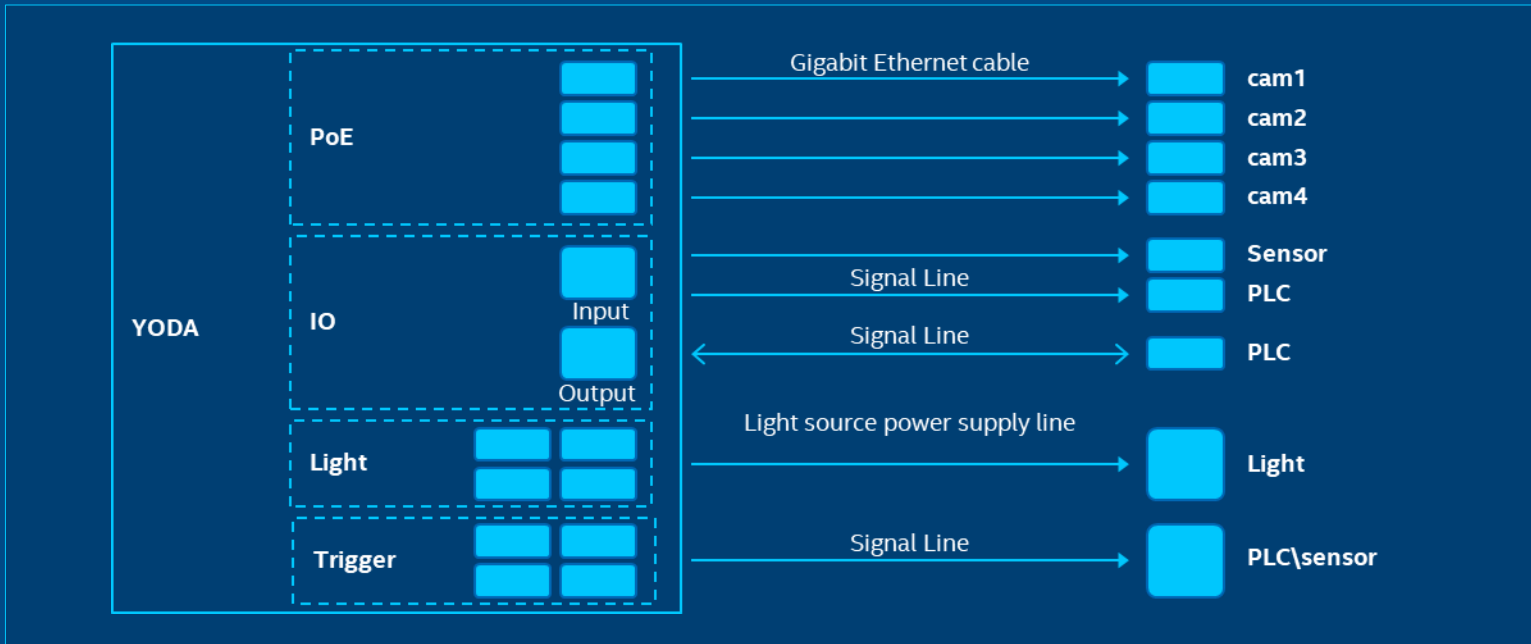 Gigabit Ethernet cable
cam1
PoE
cam2
cam3
cam4
Sensor
Signal Line
PLC
YODA
IO
Input
Signal Line
PLC
Output
Light source power supply line
Light
Light
Signal Line
Trigger
PLC\sensor